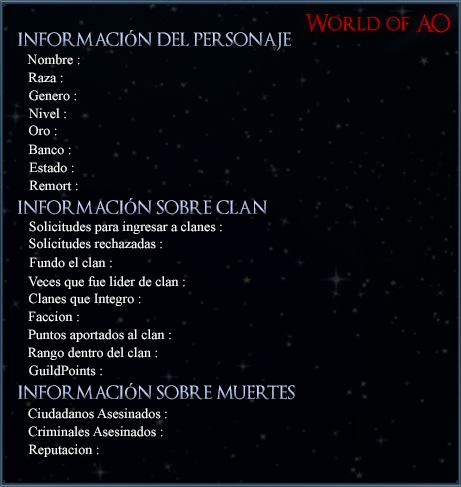 World of AO
INFORMACIÓN DEL PERSONAJE
Nombre :
Raza :
Genero :
Nivel :
Oro :
Banco :
Estado :
Remort :
INFORMACIÓN SOBRE CLAN
Solicitudes para ingresar a clanes :
Solicitudes rechazadas :
Fundo el clan :
Veces que fue lider de clan :
Clanes que Integro :
Faccion :
Puntos aportados al clan :
Rango dentro del clan :
GuildPoints :
INFORMACIÓN SOBRE MUERTES
Ciudadanos Asesinados :
Criminales Asesinados :
Reputacion :